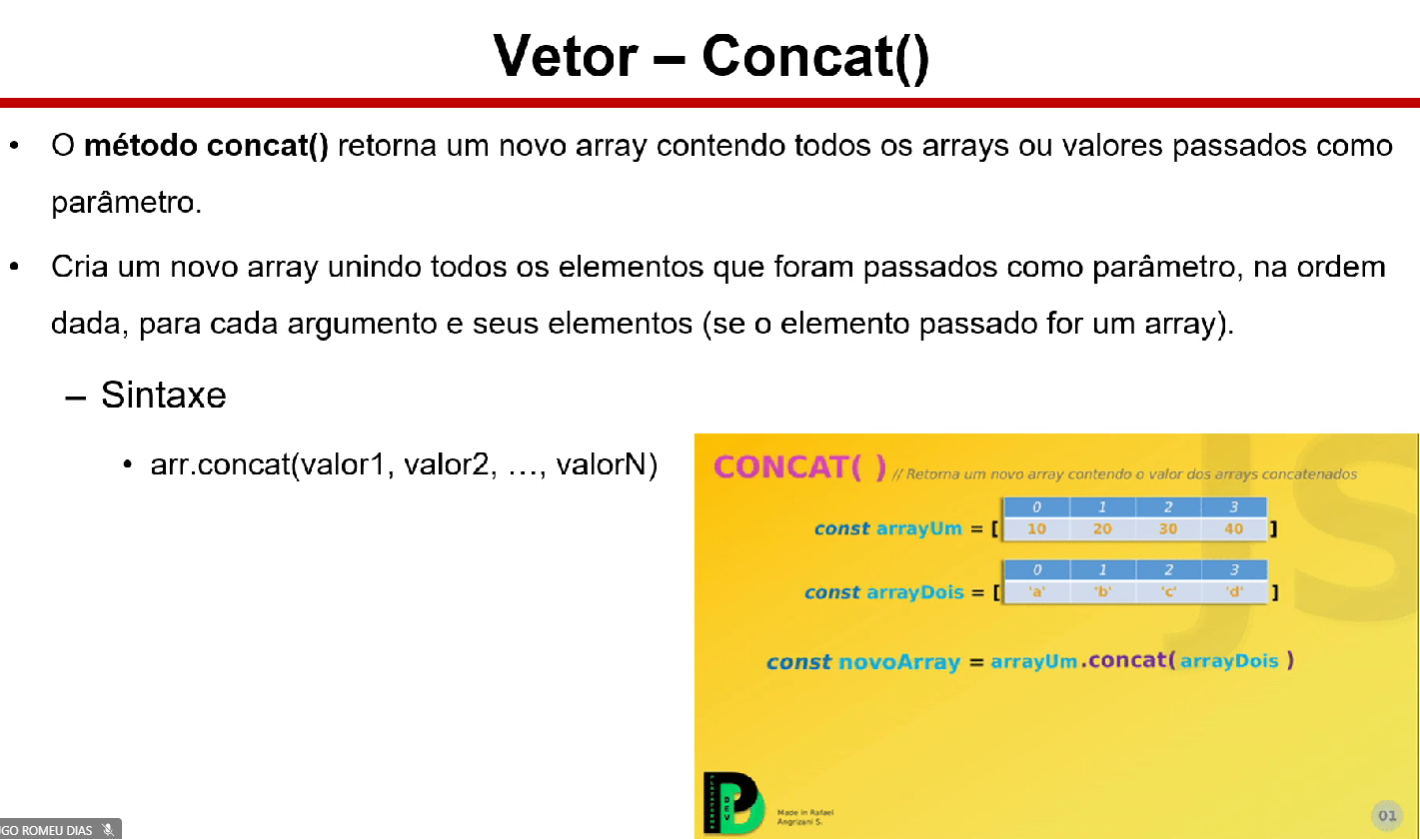 Vetor – Concat()
• O método concat() retorna um novo array contendo todos os arrays ou valores passados como
parâmetro.
• Cria um novo array unindo todos os elementos que foram passados como parâmetro, na ordem
dada, para cada argumento e seus elementos (se o elemento passado for um array).
– Sintaxe
• arr.concat(valor1, valor2, …, valorN)
CONCAT( ) // Retorna um novo array contendo o valor dos arrays concatenados
0 1 2 3
const arrayUm = [ 10 20 30 40 ]
0 1 2 3
const arrayDois = [ 'a' 'b' 'c' 'd' ]
const novoArray = arrayUm.concat( arrayDois )
JS
DEV
Made in Rafael
Angrizani S.
01
GO ROMEU DIAS